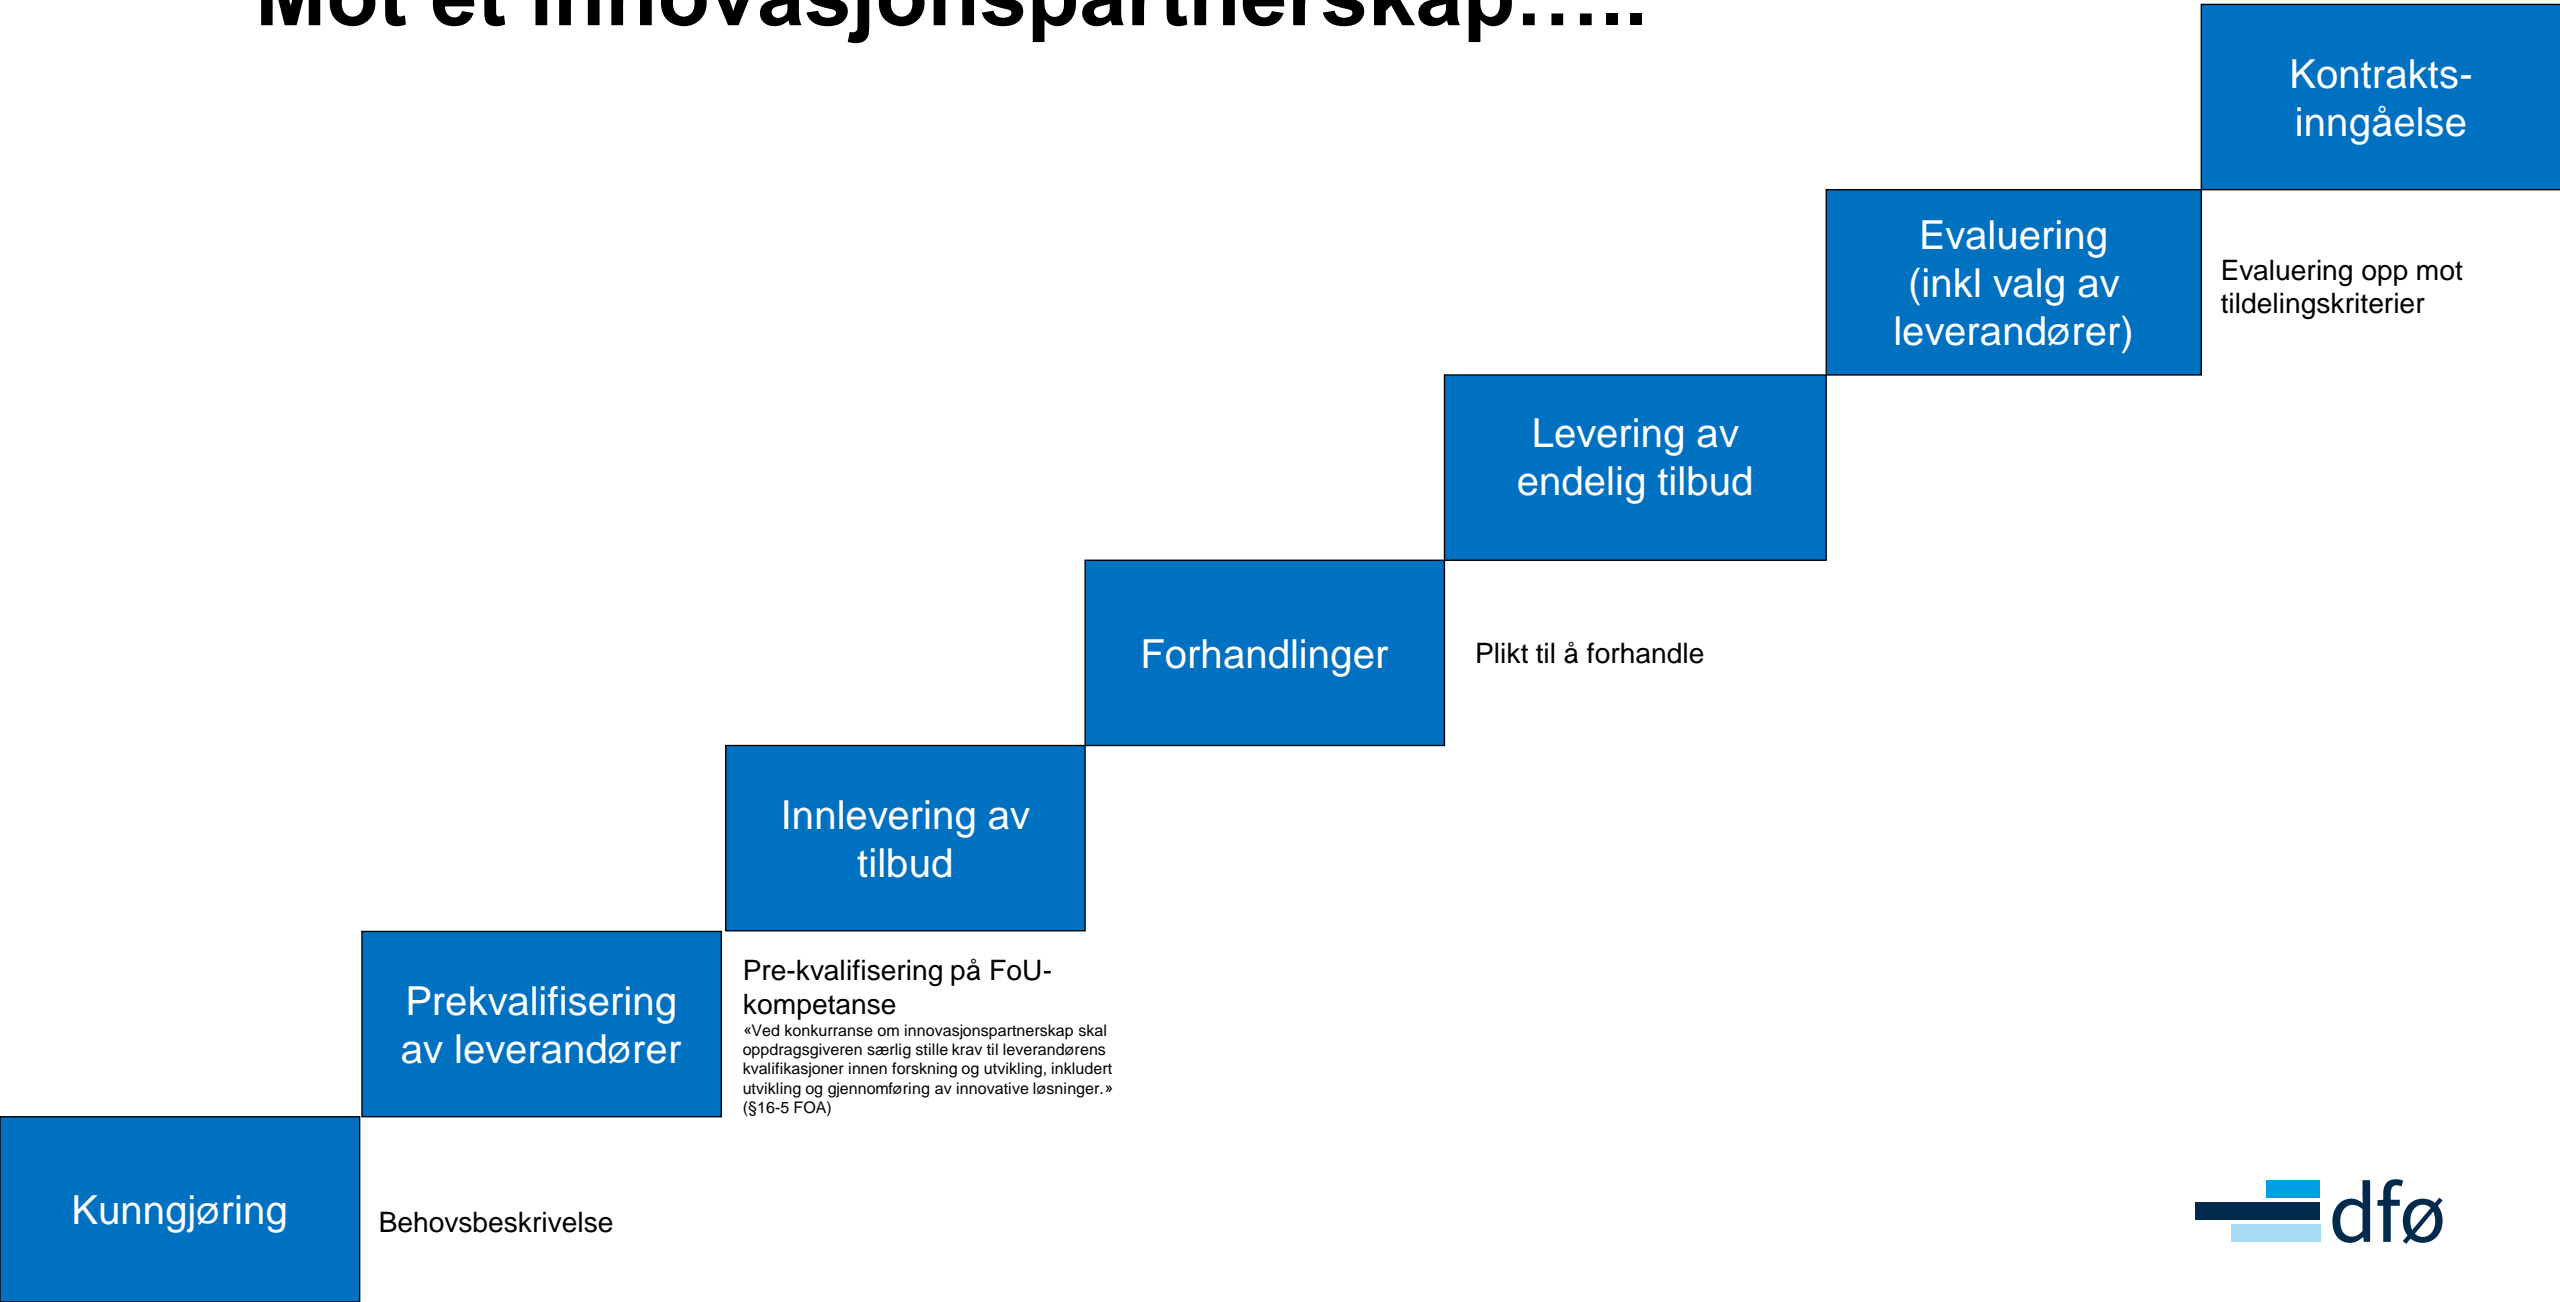 Mot et innovasjonspartnerskap…..
Kontrakts-
inngåelse
Evaluering
(inkl valg av
leverandører)
Evaluering opp mot
tildelingskriterier
Levering av
endelig tilbud
Forhandlinger
Plikt til å forhandle
Innlevering av
tilbud
Prekvalifisering
av leverandører
Pre-kvalifisering på FoU-
kompetanse
«Ved konkurranse om innovasjonspartnerskap skal
oppdragsgiveren særlig stille krav til leverandørens
kvalifikasjoner innen forskning og utvikling, inkludert
utvikling og gjennomføring av innovative løsninger.»
(§16-5 FOA)
Kunngjøring
Behovsbeskrivelse
dfø